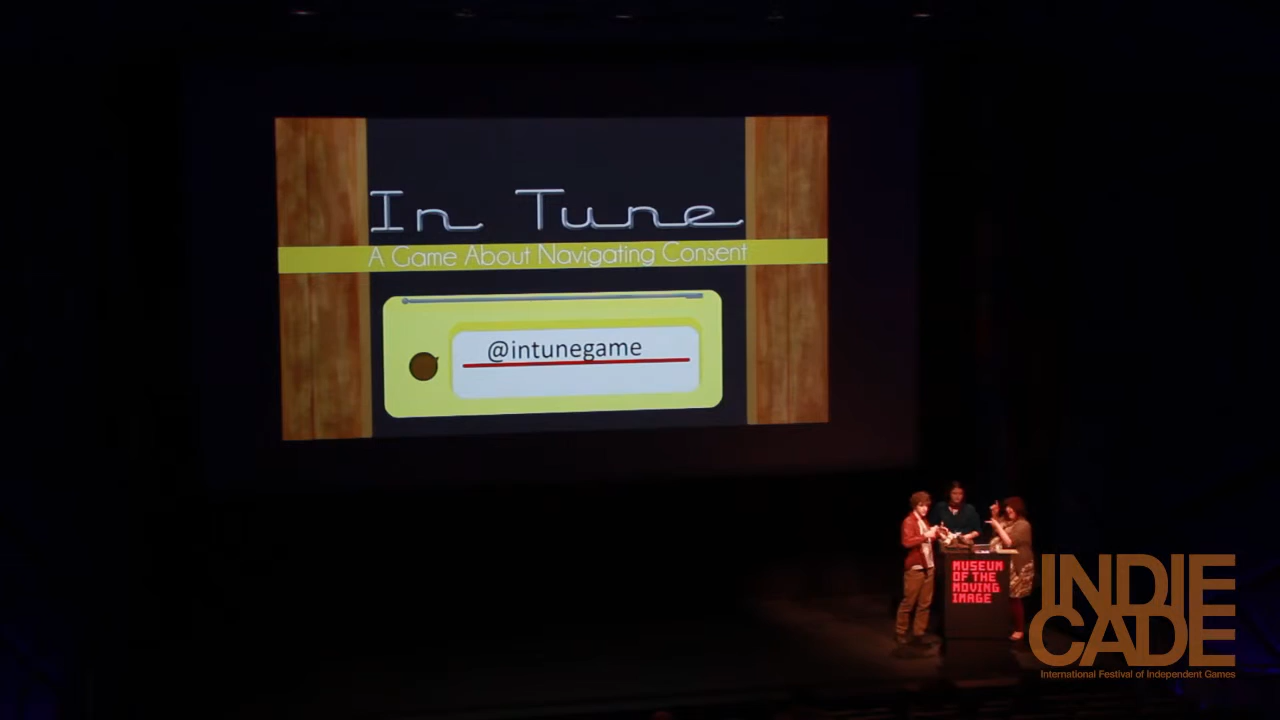 In Tune
A Game About Navigating Consent
@intunegame
MUSEUM
OF THE
MOVING
IMAGE
INDIE
CADE
International Festival of Independent Games